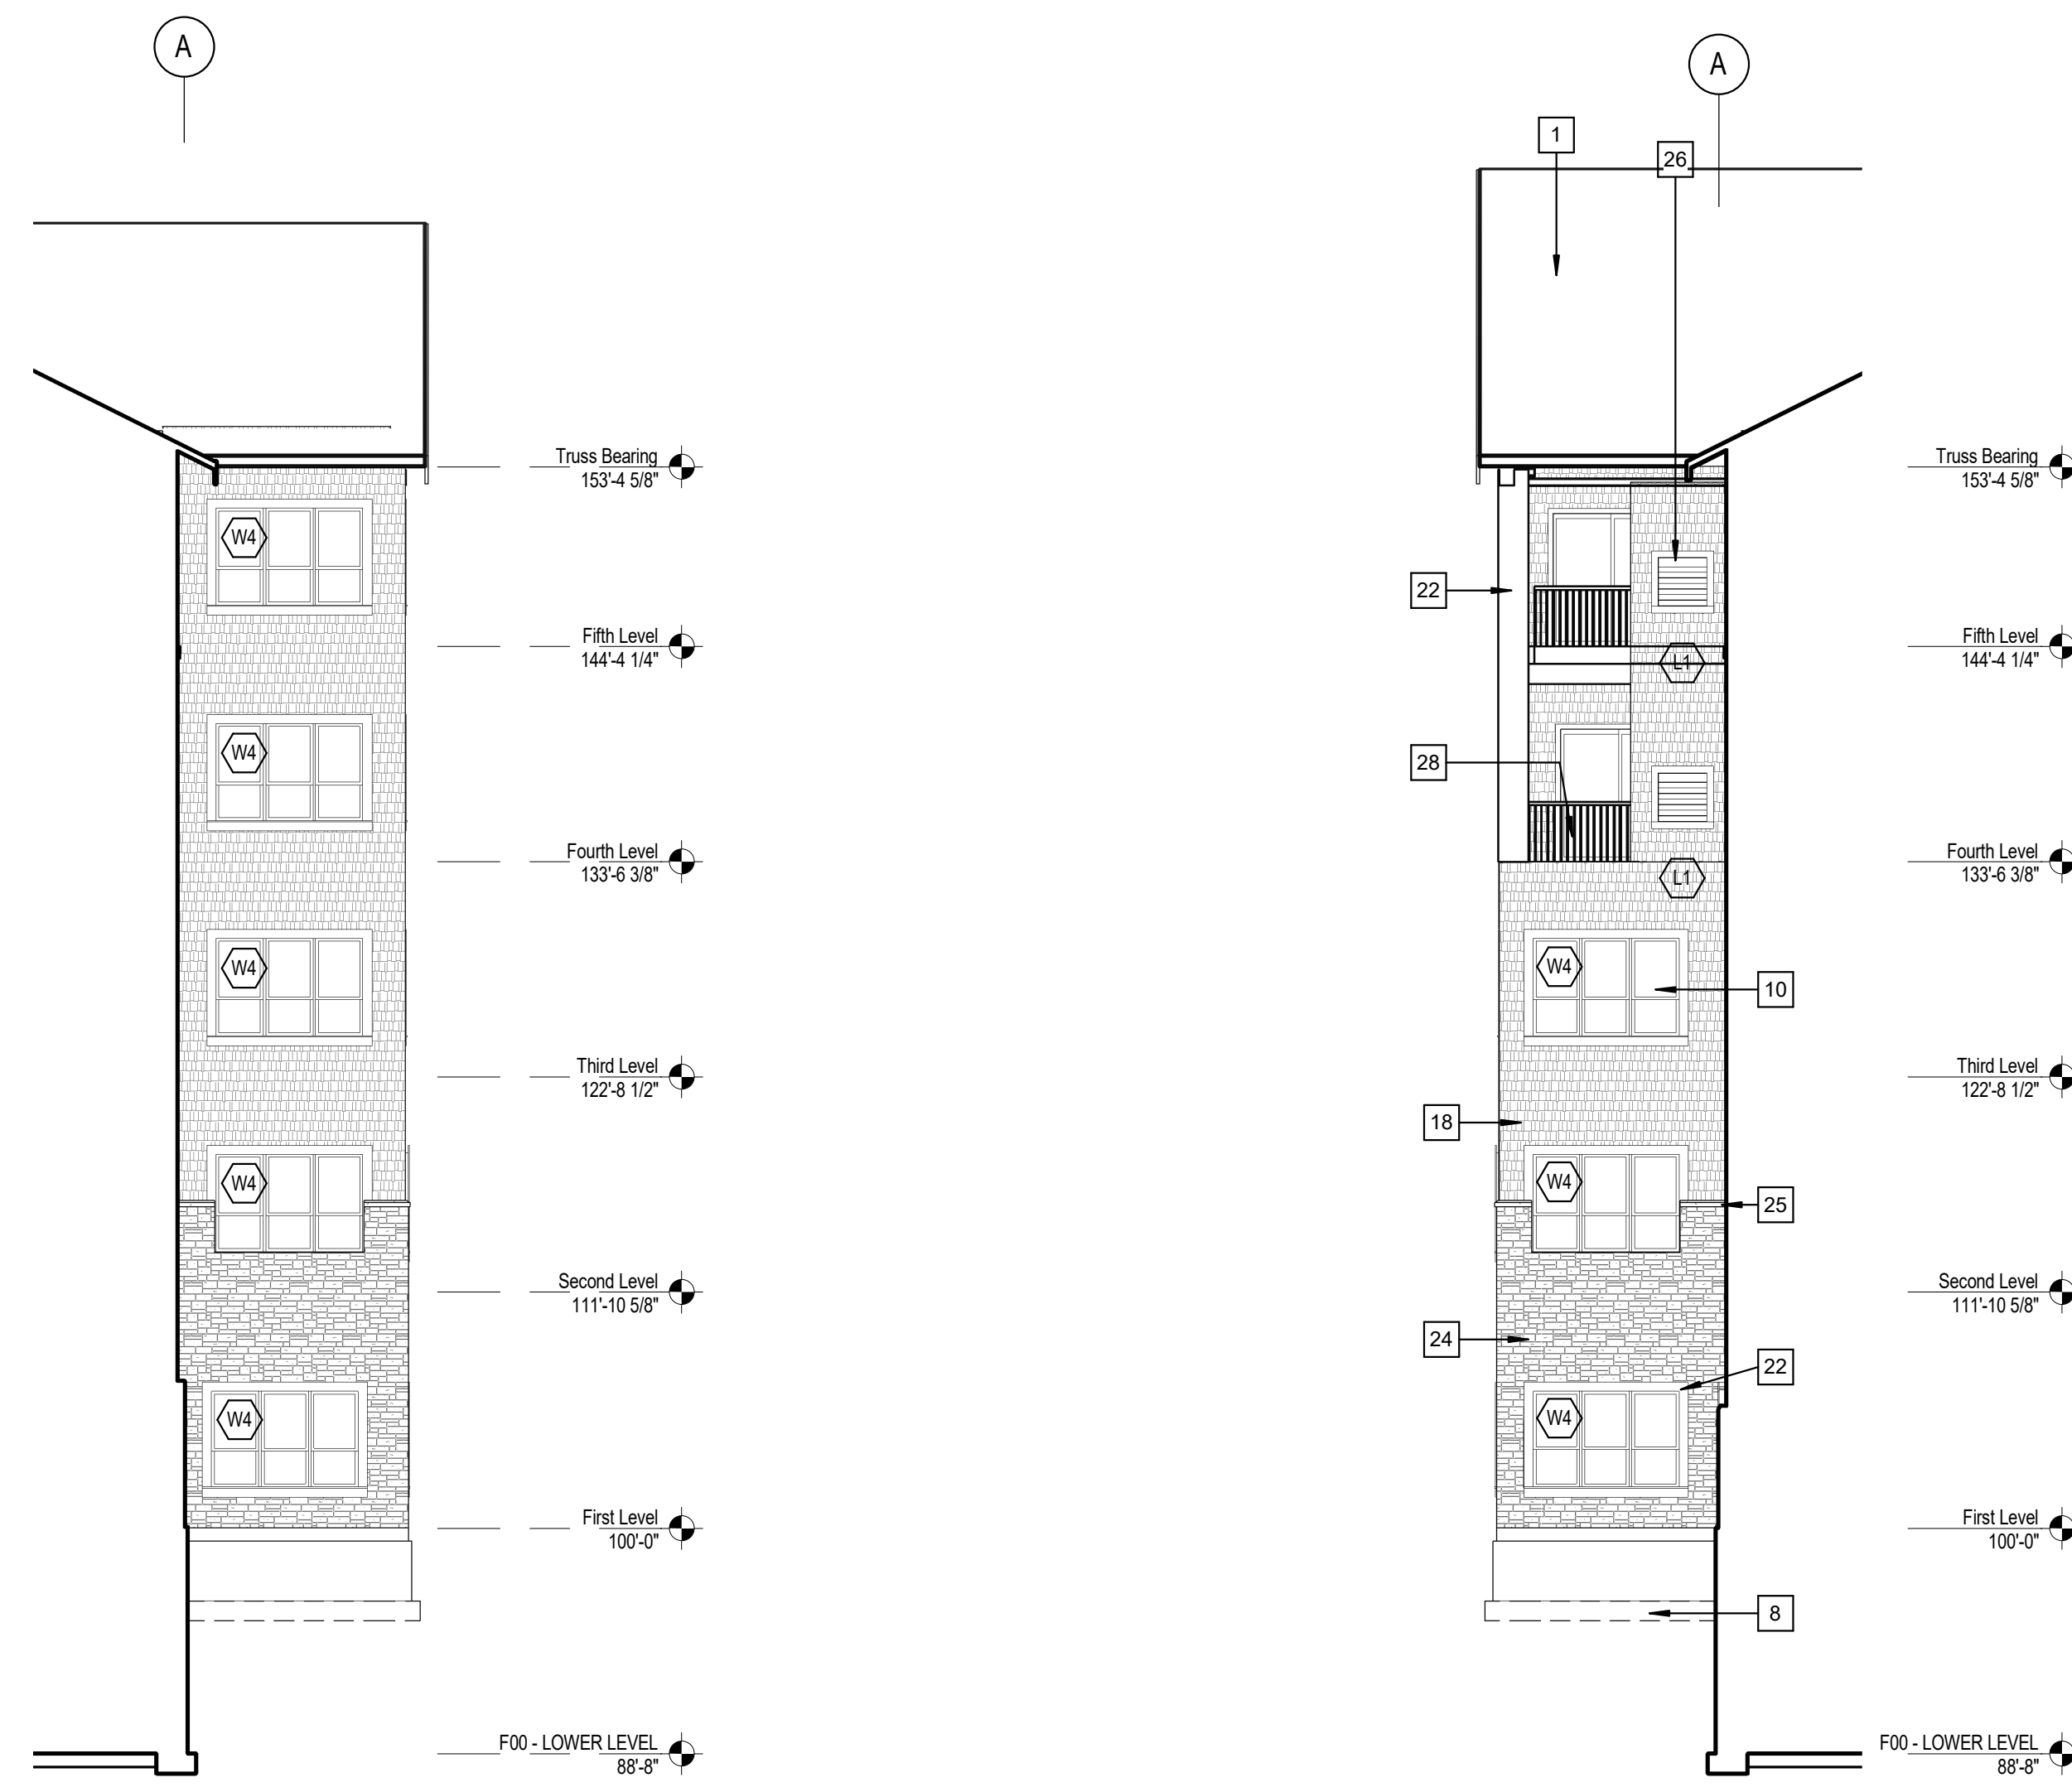 A
A
1
26
Truss Bearing
153'-4 5/8"
Truss Bearing
153'-4 5/8"
W4
22
Fifth Level
144'-4 1/4"
L1
Fifth Level
144'-4 1/4"
W4
28
Fourth Level
133'-6 3/8"
L1
Fourth Level
133'-6 3/8"
W4
W4
10
Third Level
122'-8 1/2"
Third Level
122'-8 1/2"
18
W4
W4
25
Second Level
111'-10 5/8"
Second Level
111'-10 5/8"
24
22
W4
W4
First Level
100'-0"
First Level
100'-0"
8
F00 - LOWER LEVEL
88'-8"
F00 - LOWER LEVEL
88'-8"